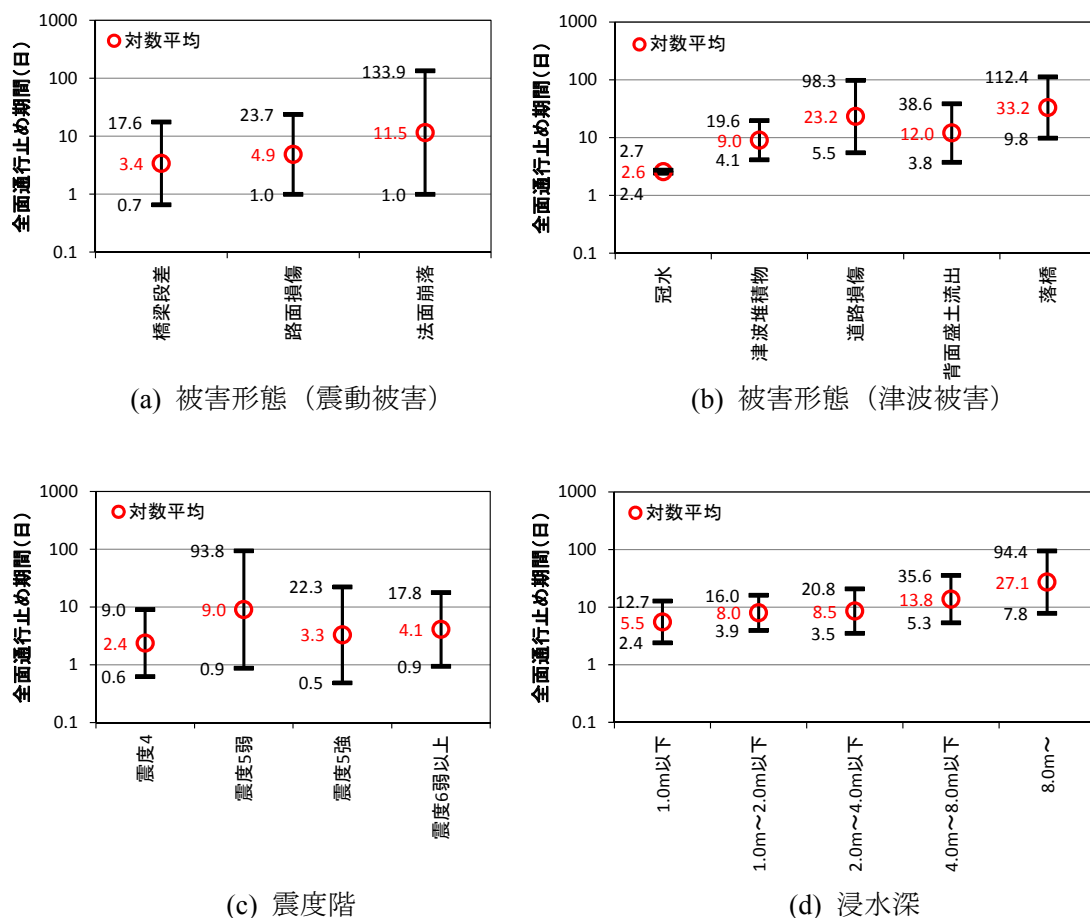 1000
100
10
1
0.1
全面通行止め期間(日)
対数平均
17.6
3.4
0.7
23.7
4.9
1.0
133.9
11.5
1.0
橋梁段差
路面損傷
法面崩落
(a) 被害形態（震動被害）
1000
100
10
1
0.1
全面通行止め期間(日)
対数平均
2.7
2.6
2.4
19.6
9.0
4.1
98.3
23.2
5.5
38.6
12.0
3.8
112.4
33.2
9.8
冠水
津波堆積物
道路損傷
背面盛土流出
落橋
(b) 被害形態（津波被害）
1000
100
10
1
0.1
全面通行止め期間(日)
対数平均
9.0
2.4
0.6
93.8
9.0
0.9
22.3
3.3
0.5
17.8
4.1
0.9
震度4
震度5弱
震度5強
震度6弱以上
(c) 震度階
1000
100
10
1
0.1
全面通行止め期間(日)
対数平均
12.7
5.5
2.4
16.0
8.0
3.9
20.8
8.5
3.5
35.6
13.8
5.3
94.4
27.1
7.8
1.0m以下
1.0m～2.0m以下
2.0m～4.0m以下
4.0m～8.0m以下
8.0m～
(d) 浸水深